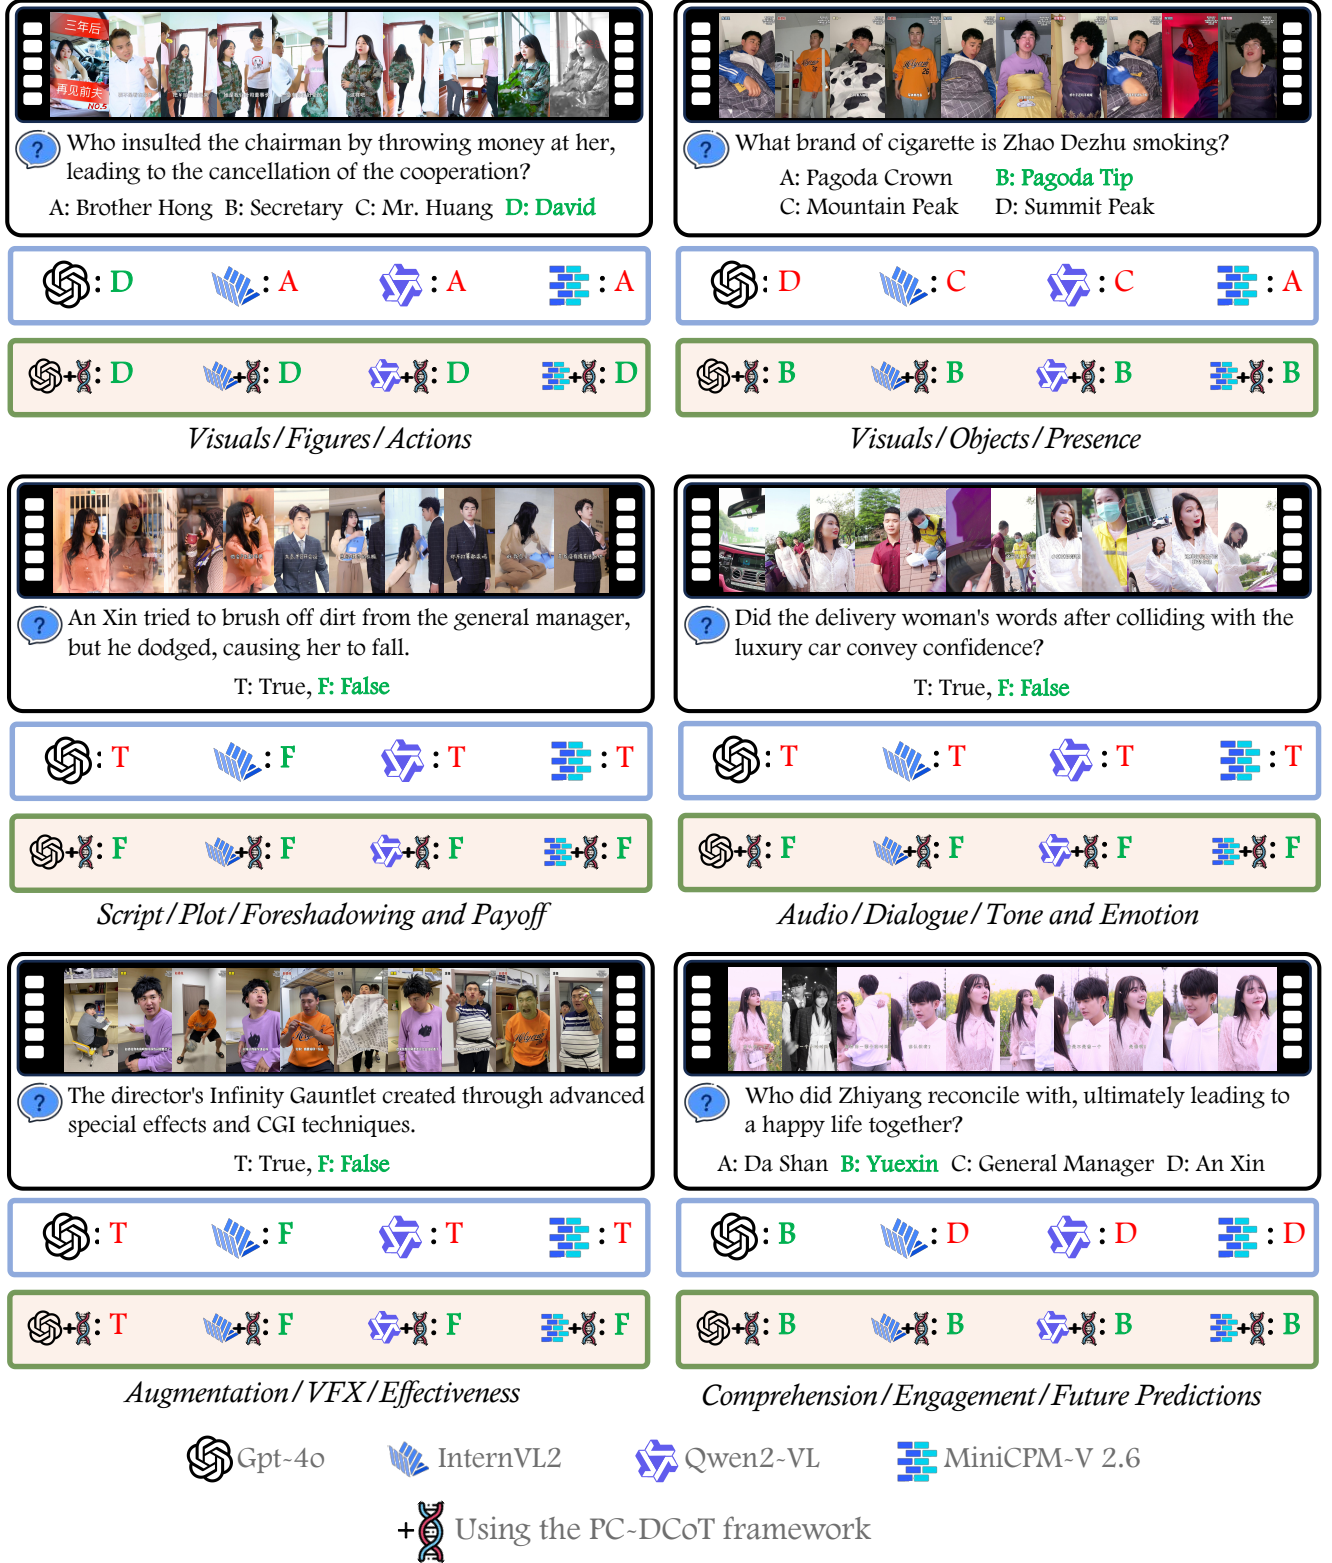 三年后
再见前夫
NO.5
Who insulted the chairman by throwing money at her,
leading to the cancellation of the cooperation?
A: Brother Hong B: Secretary C: Mr. Huang D: David
: D : A : A : A
+ : D + : D + : D + : D
Visuals/Figures/Actions
What brand of cigarette is Zhao Dezhu smoking?
A: Pagoda Crown B: Pagoda Tip
C: Mountain Peak D: Summit Peak
: D : C : C : A
+ : B + : B + : B + : B
Visuals/Objects/Presence
An Xin tried to brush off dirt from the general manager,
but he dodged, causing her to fall.
T: True, F: False
: T : F : T : T
+ : F + : F + : F + : F
Script/Plot/Foreshadowing and Payoff
Did the delivery woman's words after colliding with the
luxury car convey confidence?
T: True, F: False
: T : T : T : T
+ : F + : F + : F + : F
Audio/Dialogue/Tone and Emotion
The director's Infinity Gauntlet created through advanced
special effects and CGI techniques.
T: True, F: False
: T : F : T : T
+ : T + : F + : F + : F
Augmentation/VFX/Effectiveness
Who did Zhiyang reconcile with, ultimately leading to
a happy life together?
A: Da Shan B: Yuexin C: General Manager D: An Xin
: B : D : D : D
+ : B + : B + : B + : B
Comprehension/Engagement/Future Predictions
Gpt-4o InternVL2 Qwen2-VL MiniCPM-V 2.6
+ Using the PC-DCoT framework